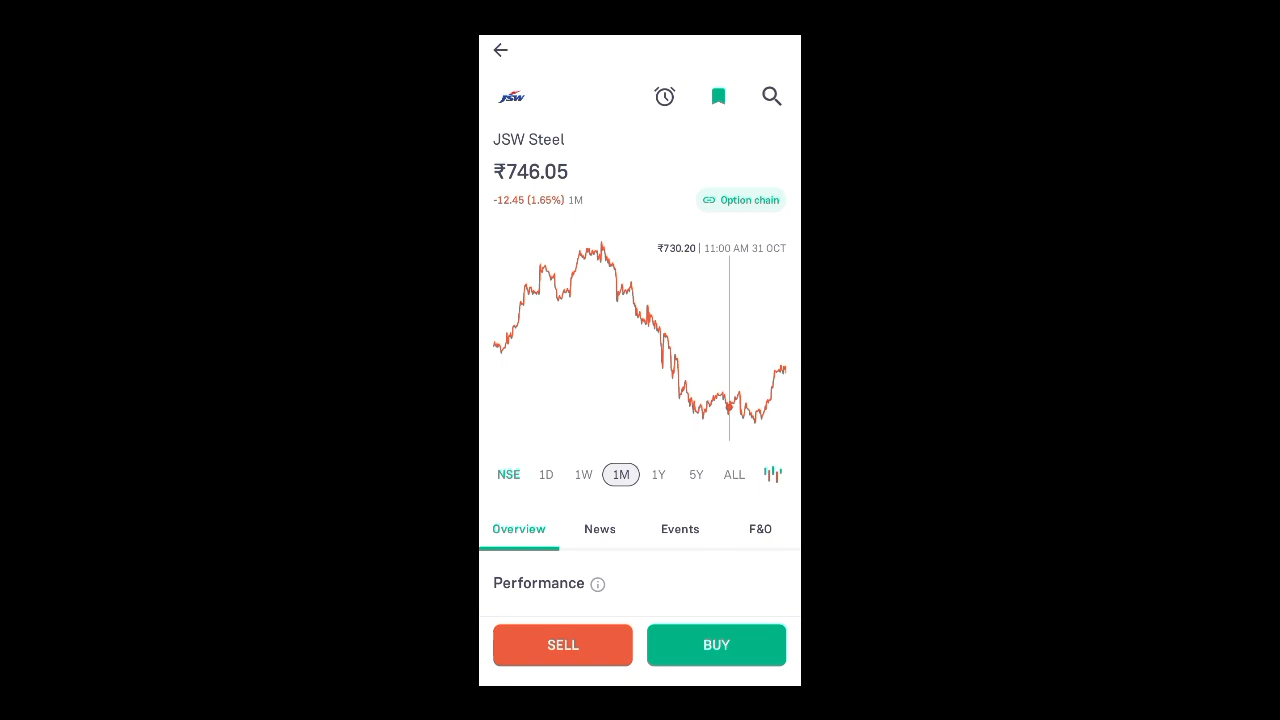 JSW
JSW Steel
₹746.05
-12.45 (1.65%) 1M
Option chain
₹730.20 | 11:00 AM 31 OCT
NSE 1D 1W 1M 1Y 5Y ALL
Overview News Events F&O
Performance
SELL BUY